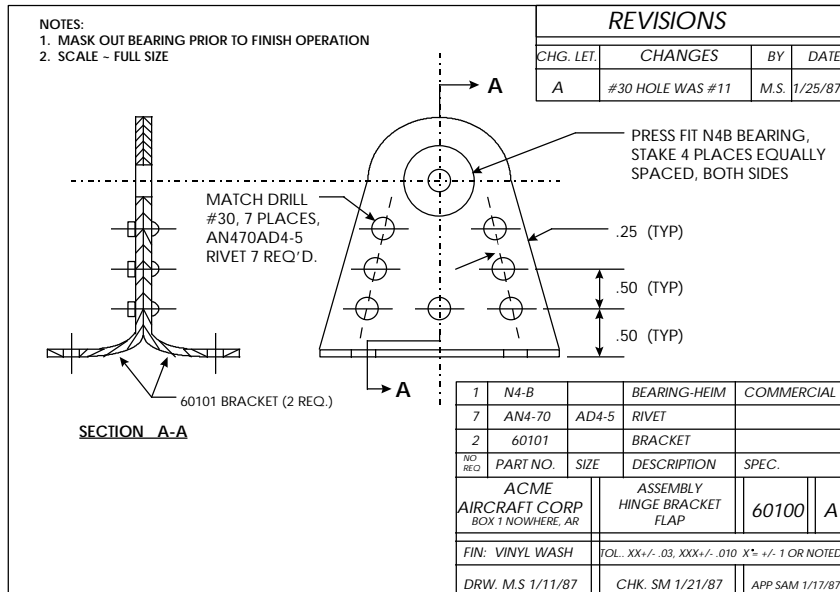 NOTES:
1. MASK OUT BEARING PRIOR TO FINISH OPERATION
2. SCALE ~ FULL SIZE
REVISIONS
CHG. LET. CHANGES BY DATE
A #30 HOLE WAS #11 M.S. 1/25/87
A
PRESS FIT N4B BEARING,
STAKE 4 PLACES EQUALLY
SPACED, BOTH SIDES
MATCH DRILL
#30, 7 PLACES,
AN470AD4-5
RIVET 7 REQ'D.
.25 (TYP)
.50 (TYP)
.50 (TYP)
A
60101 BRACKET (2 REQ.)
SECTION A-A
1 N4-B BEARING-HEIM COMMERCIAL
7 AN4-70 AD4-5 RIVET
2 60101 BRACKET
NO REQ PART NO. SIZE DESCRIPTION SPEC.
ACME
AIRCRAFT CORP
BOX 1 NOWHERE, AR
ASSEMBLY
HINGE BRACKET
FLAP
60100 A
FIN: VINYL WASH TOL.. XX+/- .03, XXX+/- .010 X°= +/- 1 OR NOTED
DRW. M.S 1/11/87 CHK. SM 1/21/87 APP SAM 1/17/87